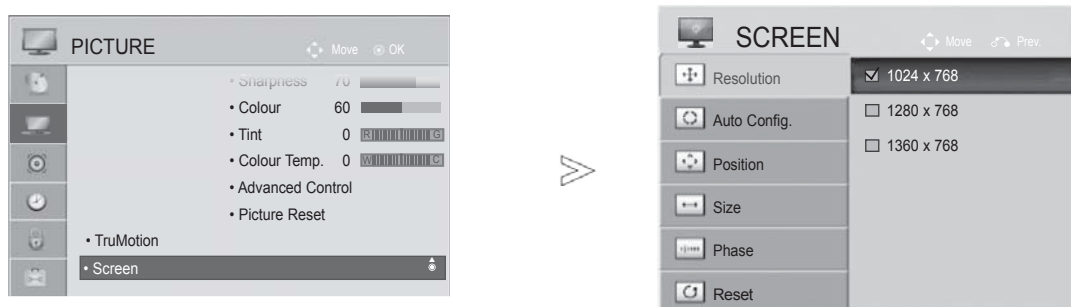 PICTURE
Move OK
• Sharpness 70
• Colour 60
• Tint 0 R G
• Colour Temp. 0 W C
• Advanced Control
• Picture Reset
• TruMotion
• Screen
SCREEN
Move Prev.
Resolution
Auto Config.
Position
Size
Phase
Reset
1024 x 768
1280 x 768
1360 x 768